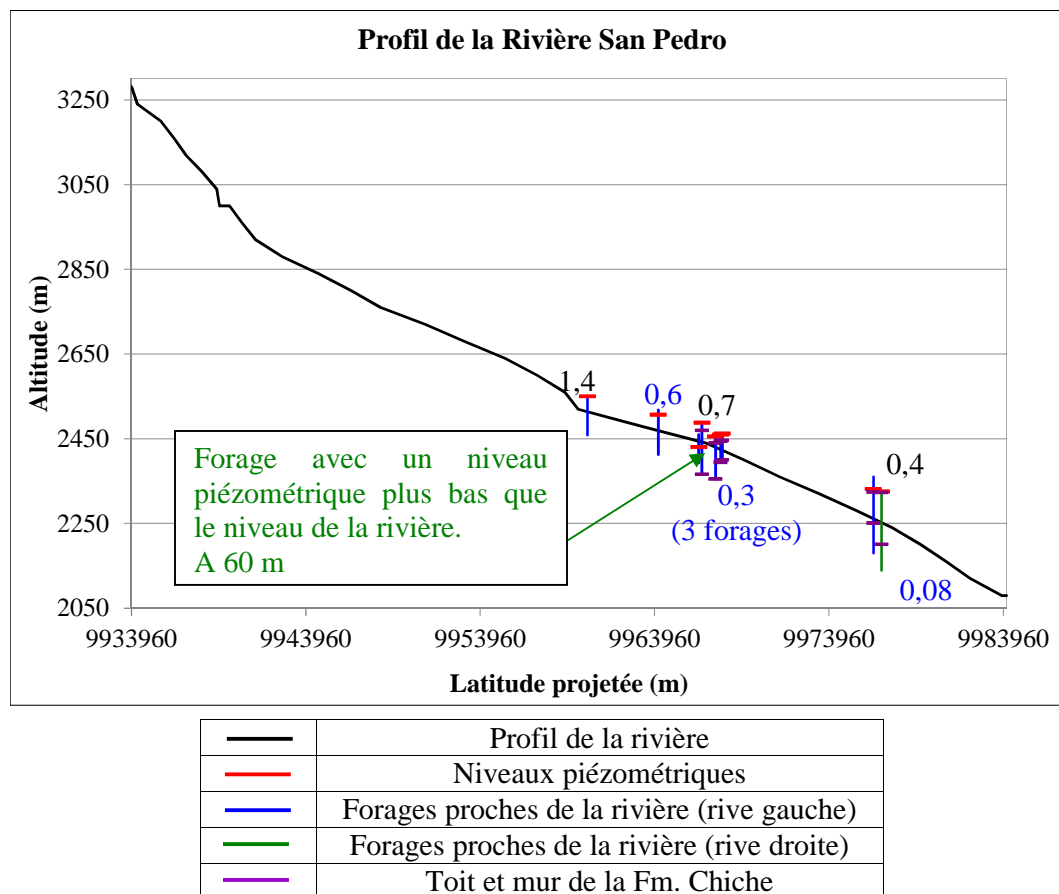 Profil de la Rivière San Pedro
3250
3050
2850
2650
2450
2250
2050
Altitude (m)
1,4
0,6
0,7
0,3
(3 forages)
0,4
0,08
Forage avec un niveau
piézométrique plus bas que
le niveau de la rivière.
A 60 m
9933960
9943960
9953960
9963960
9973960
9983960
Latitude projetée (m)
Profil de la rivière
Niveaux piézométriques
Forages proches de la rivière (rive gauche)
Forages proches de la rivière (rive droite)
Toit et mur de la Fm. Chiche